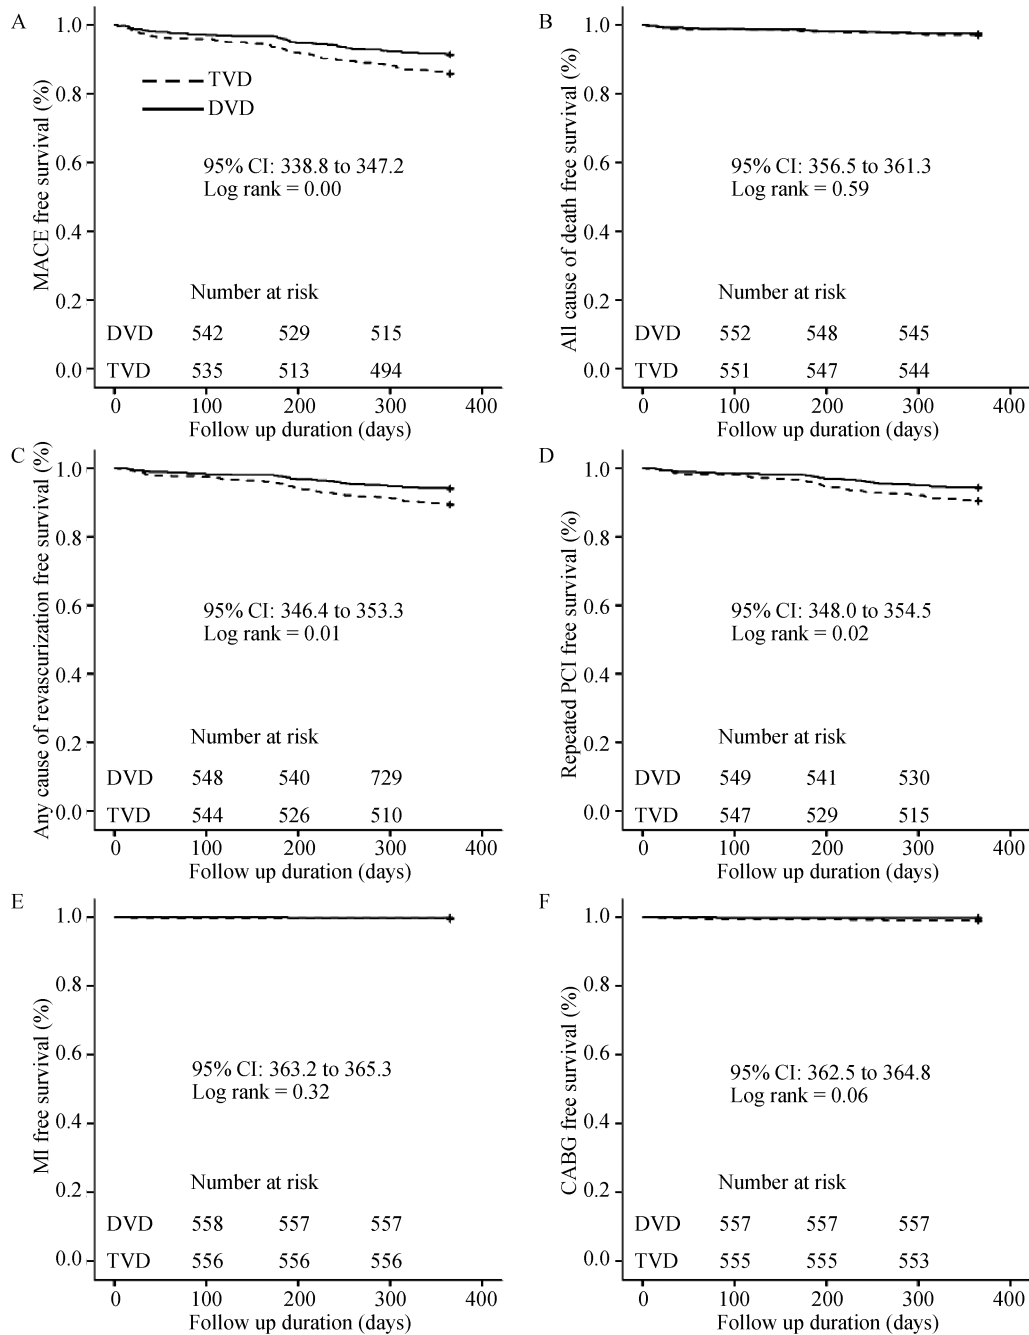 A
MACE free survival (%)
1.0
0.8
0.6
0.4
0.2
0.0
TVD
DVD
95% CI: 338.8 to 347.2
Log rank = 0.00
Number at risk
DVD 542 529 515
TVD 535 513 494
0 100 200 300 400
Follow up duration (days)
B
All cause of death free survival (%)
1.0
0.8
0.6
0.4
0.2
0.0
95% CI: 356.5 to 361.3
Log rank = 0.59
Number at risk
DVD 552 548 545
TVD 551 547 544
0 100 200 300 400
Follow up duration (days)
C
Any cause of revascurization free survival (%)
1.0
0.8
0.6
0.4
0.2
0.0
95% CI: 346.4 to 353.3
Log rank = 0.01
Number at risk
DVD 548 540 729
TVD 544 526 510
0 100 200 300 400
Follow up duration (days)
D
Repeated PCI free survival (%)
1.0
0.8
0.6
0.4
0.2
0.0
95% CI: 348.0 to 354.5
Log rank = 0.02
Number at risk
DVD 549 541 530
TVD 547 529 515
0 100 200 300 400
Follow up duration (days)
E
MI free survival (%)
1.0
0.8
0.6
0.4
0.2
0.0
95% CI: 363.2 to 365.3
Log rank = 0.32
Number at risk
DVD 558 557 557
TVD 556 556 556
0 100 200 300 400
Follow up duration (days)
F
CABG free survival (%)
1.0
0.8
0.6
0.4
0.2
0.0
95% CI: 362.5 to 364.8
Log rank = 0.06
Number at risk
DVD 557 557 557
TVD 555 555 553
0 100 200 300 400
Follow up duration (days)